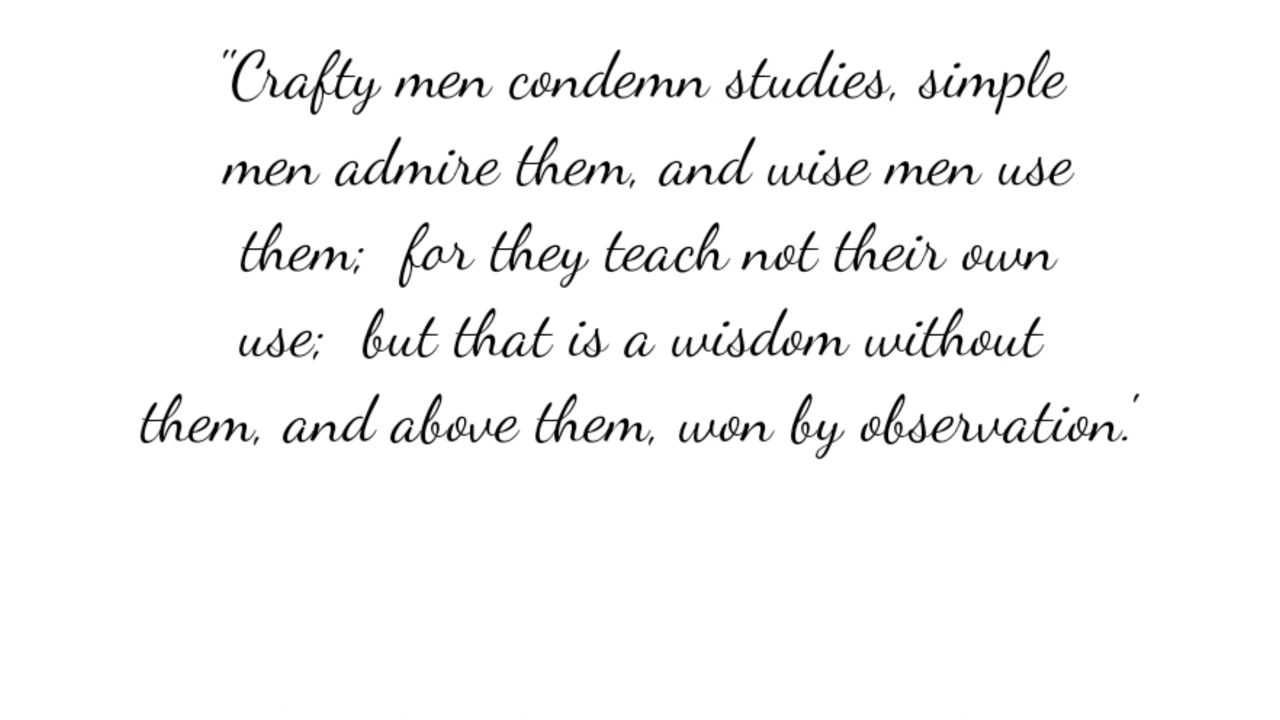 "Crafty men condemn studies, simple
men admire them, and wise men use
them;  for they teach not their own
use;  but that is a wisdom without
them, and above them, won by observation.'